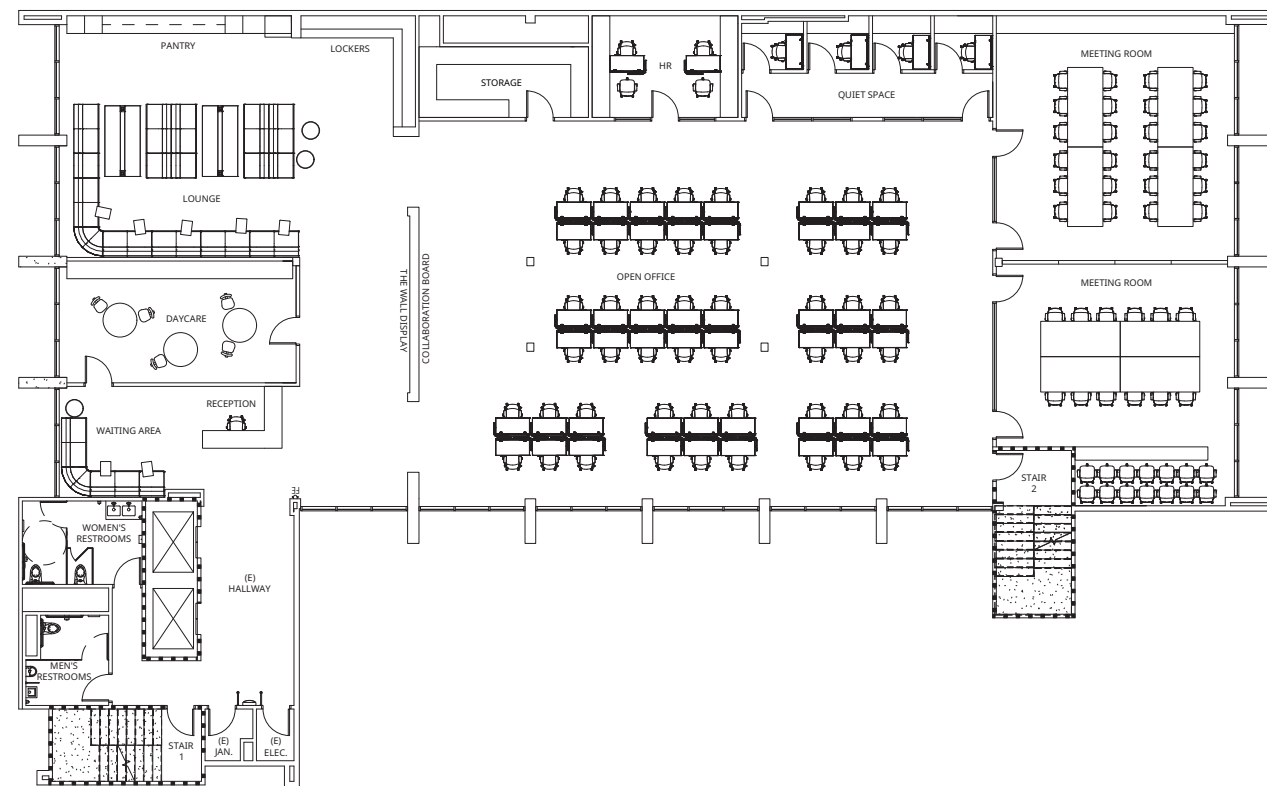 PANTRY
LOCKERS
STORAGE
HR
QUIET SPACE
MEETING ROOM
LOUNGE
THE WALL DISPLAY
COLLABORATION BOARD
OPEN OFFICE
MEETING ROOM
DAYCARE
RECEPTION
WAITING AREA
STAIR
2
WOMEN'S
RESTROOMS
(E)
HALLWAY
MEN'S
RESTROOMS
STAIR
1
(E)
JAN.
(E)
ELEC.